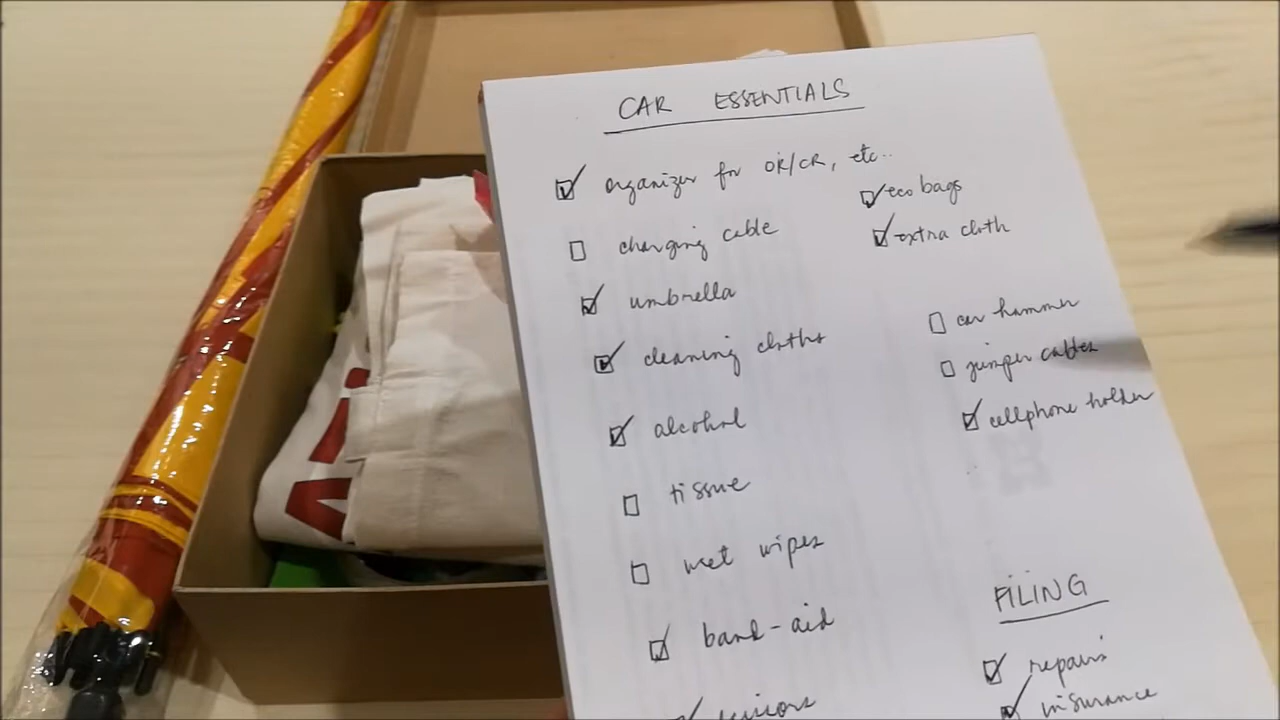 CAR ESSENTIALS
organizer for OR/CR, etc..
charging cable
umbrella
cleaning cloths
alcohol
tissue
wet wipes
band-aid
eco bags
extra cloth
car hammer
jumper cables
cellphone holder
FILING
repairs
insurance